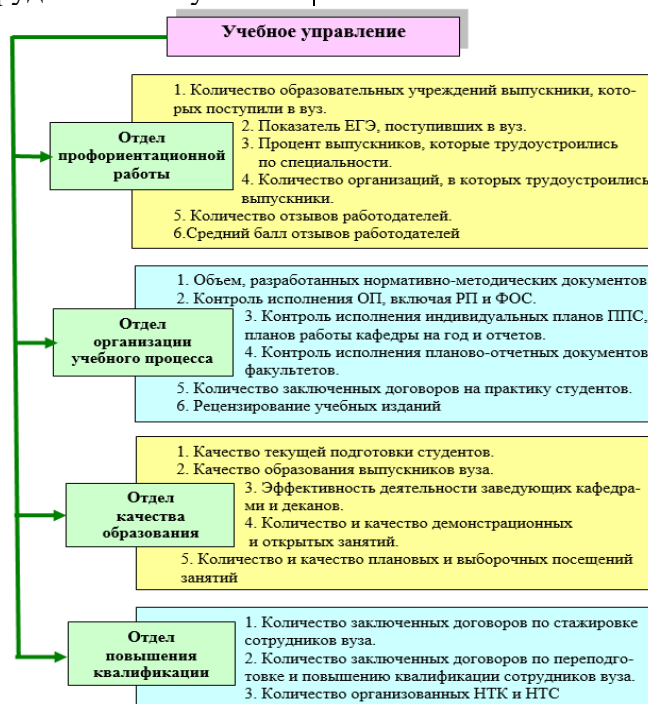 Учебное управление
1. Количество образовательных учреждений выпускники, кото-
рых поступили в вуз.
2. Показатель ЕГЭ, поступивших в вуз.
3. Процент выпускников, которые трудоустроились
по специальности.
4. Количество организаций, в которых трудоустроились
выпускники.
5. Количество отзывов работодателей.
6.Средний балл отзывов работодателей
Отдел
профориентационной
работы
1. Объем, разработанных нормативно-методических документов
2. Контроль исполнения ОП, включая РП и ФОС.
3. Контроль исполнения индивидуальных планов ППС,
планов работы кафедры на год и отчетов.
4. Контроль исполнения планово-отчетных документов
факультетов.
5. Количество заключенных договоров на практику студентов.
6. Рецензирование учебных изданий
Отдел
организации
учебного процесса
1. Качество текущей подготовки студентов.
2. Качество образования выпускников вуза.
3. Эффективность деятельности заведующих кафедра-
ми и деканов.
4. Количество и качество демонстрационных
и открытых занятий.
5. Количество и качество плановых и выборочных посещений
занятий
Отдел
качества
образования
1. Количество заключенных договоров по стажировке
сотрудников вуза.
2. Количество заключенных договоров по переподго-
товке и повышению квалификации сотрудников вуза.
3. Количество организованных НТК и НТС
Отдел
повышения
квалификации